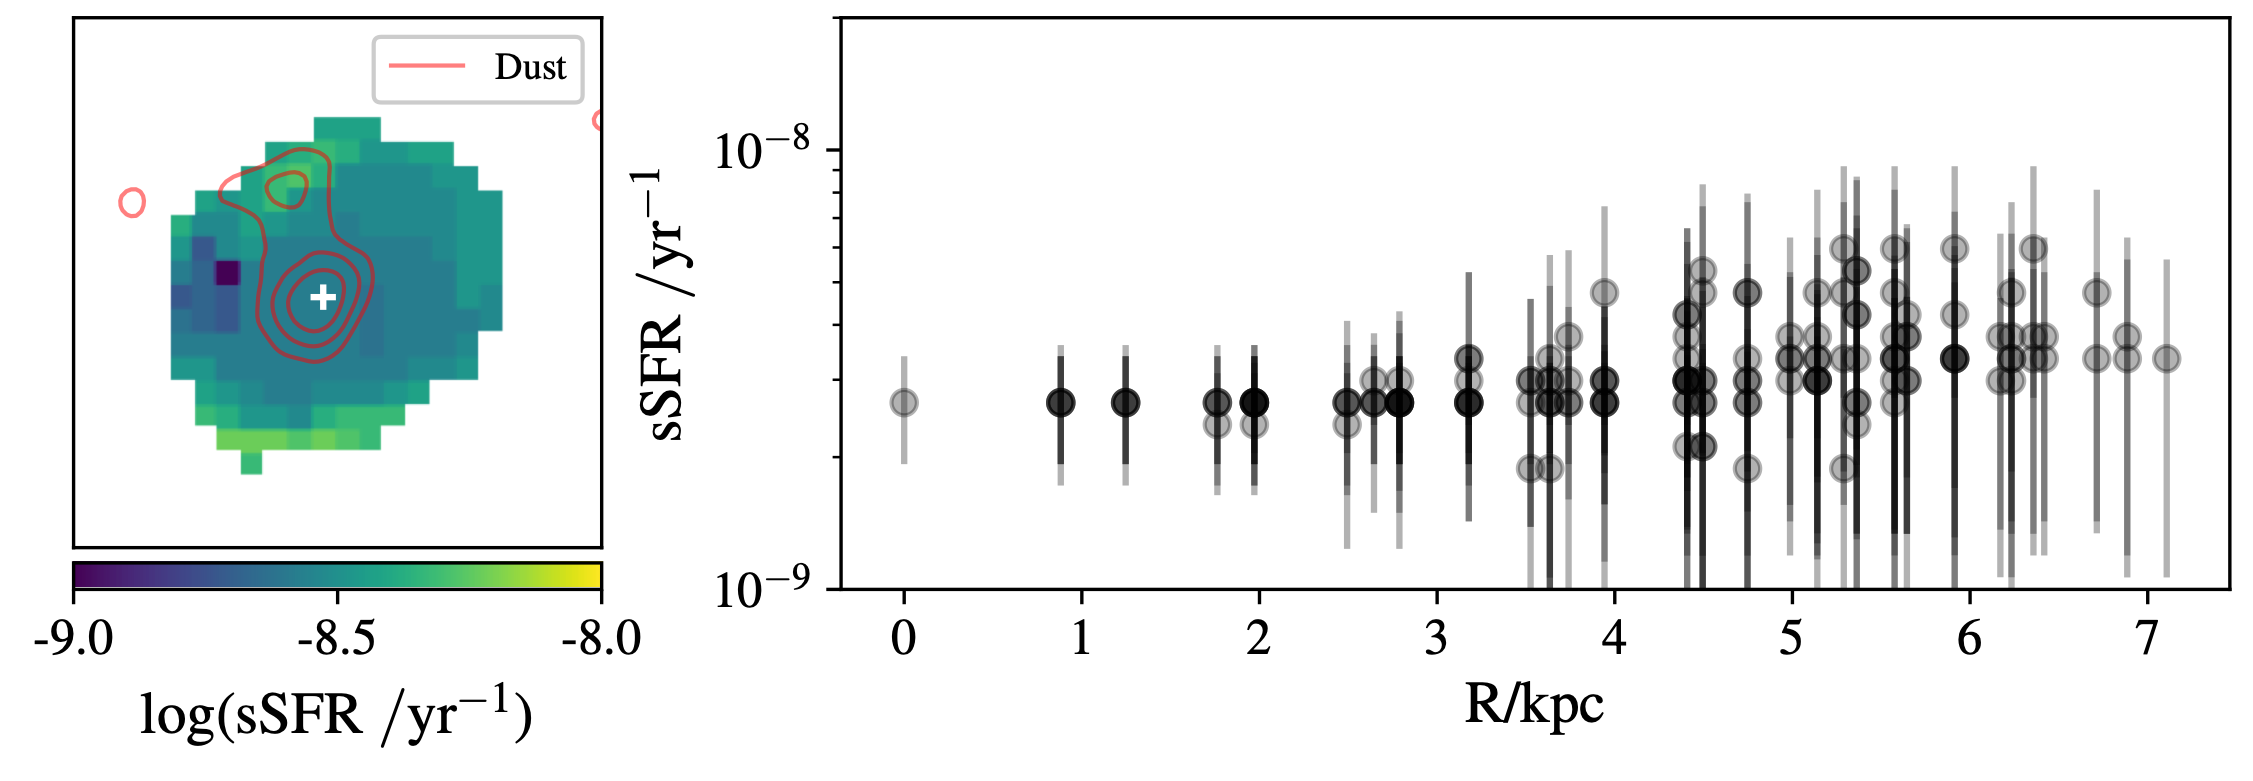 Dust
-9.0 -8.5 -8.0
log(sSFR /yr⁻¹)
sSFR /yr⁻¹
10⁻⁸
10⁻⁹
0 1 2 3 4 5 6 7
R/kpc